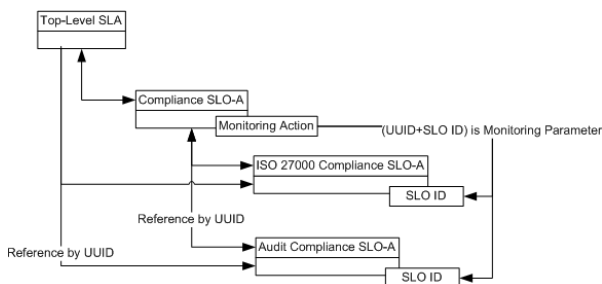 Top-Level SLA
Compliance SLO-A
Monitoring Action
(UUID+SLO ID) is Monitoring Parameter
ISO 27000 Compliance SLO-A
SLO ID
Reference by UUID
Audit Compliance SLO-A
Reference by UUID
SLO ID